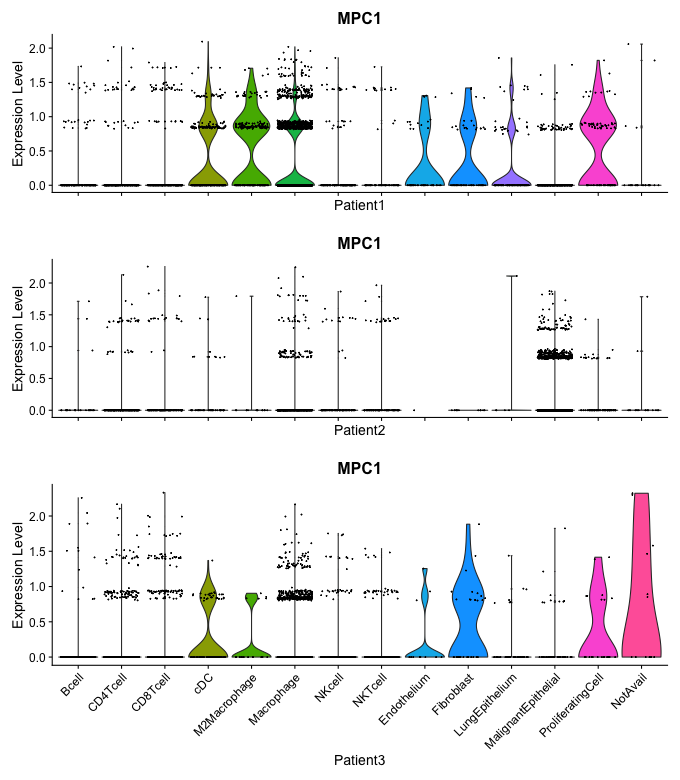 MPC1
Expression Level
2.0
1.5
1.0
0.5
0.0
Patient1
MPC1
Expression Level
2.0
1.5
1.0
0.5
0.0
Patient2
MPC1
Expression Level
2.0
1.5
1.0
0.5
0.0
Bcell
CD4Tcell
CD8Tcell
cDC
M2Macrophage
Macrophage
NKcell
NKTcell
Endothelium
Fibroblast
LungEpithelium
MalignantEpithelial
ProliferatingCell
NotAvail
Patient3